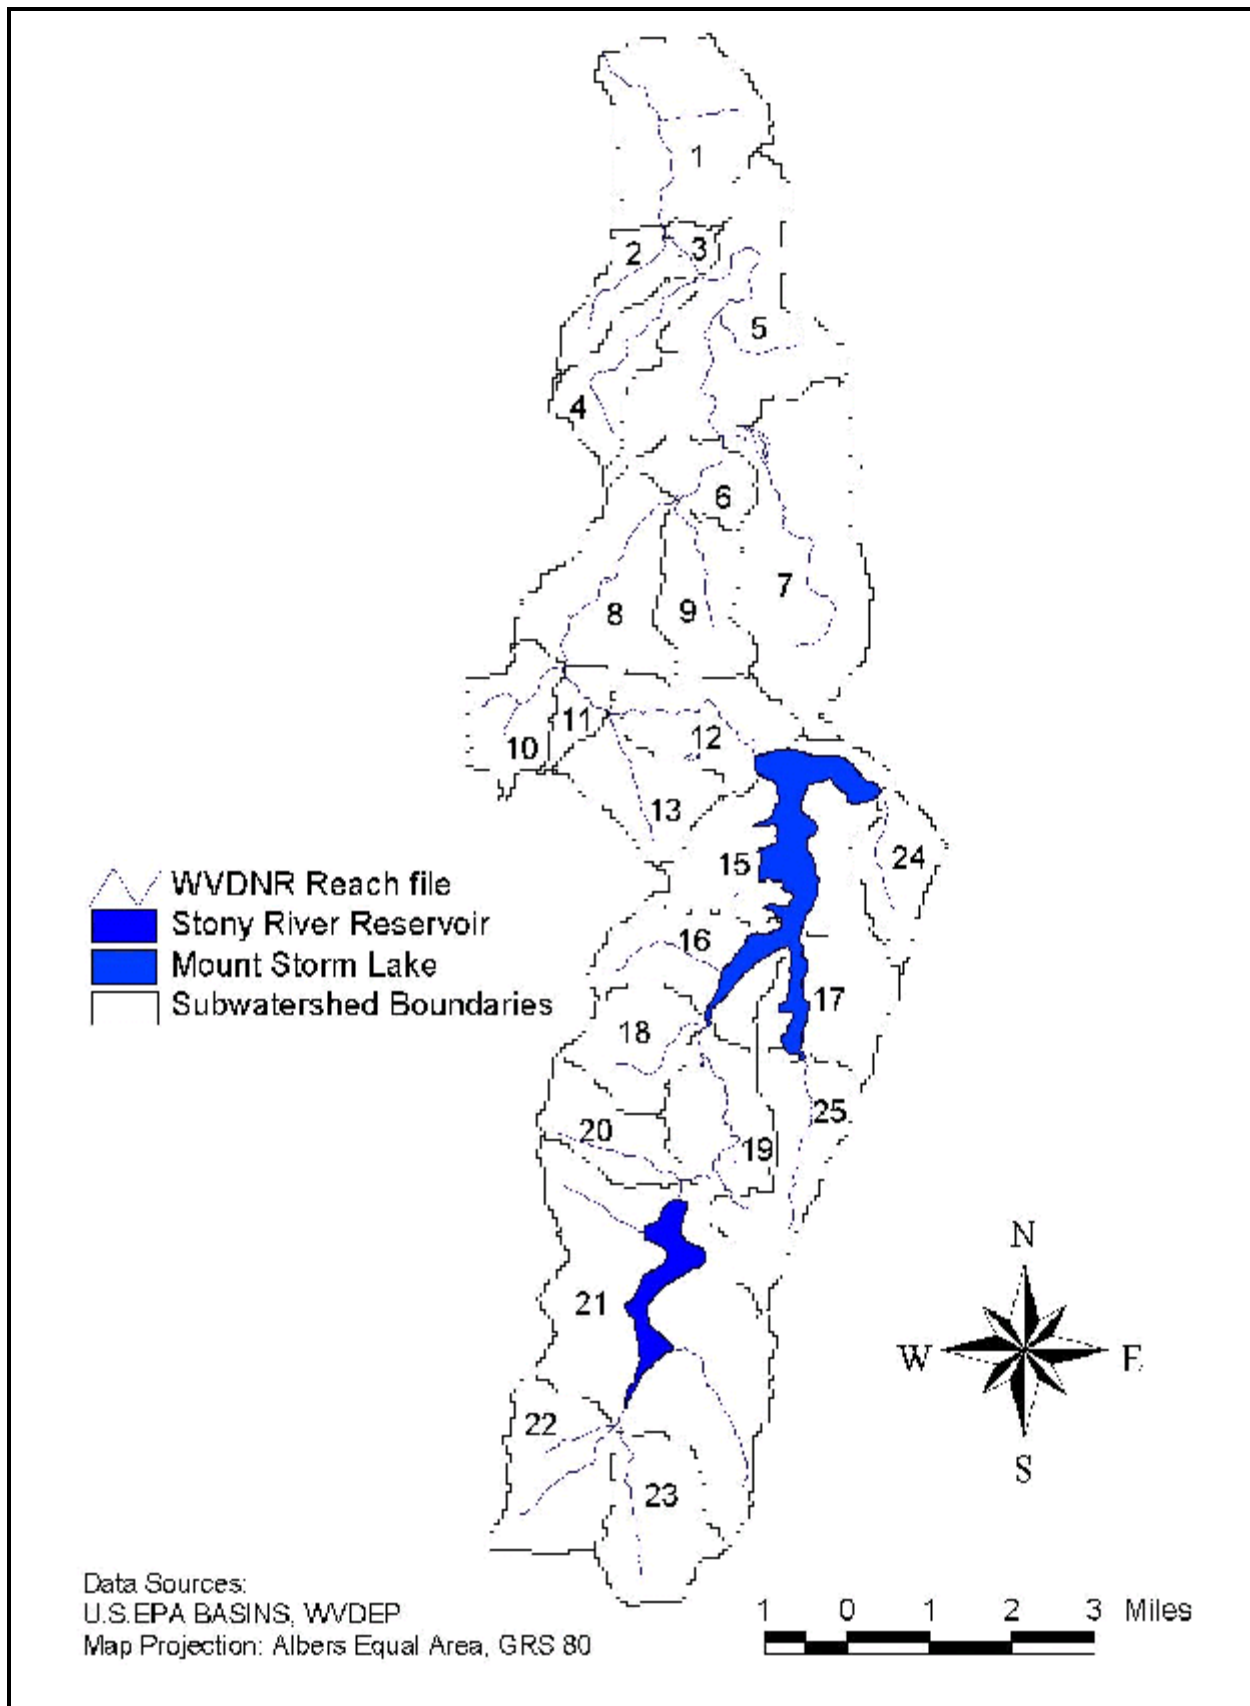 1
2
3
5
4
6
7
8
9
10
11
12
13
15
24
WVDNR Reach file
Stony River Reservoir
Mount Storm Lake
Subwatershed Boundaries
16
17
18
25
20
19
21
22
23
N
W
E
S
Data Sources:
U.S.EPA BASINS, WVDEP
Map Projection: Albers Equal Area, GRS 80
1 0 1 2 3 Miles